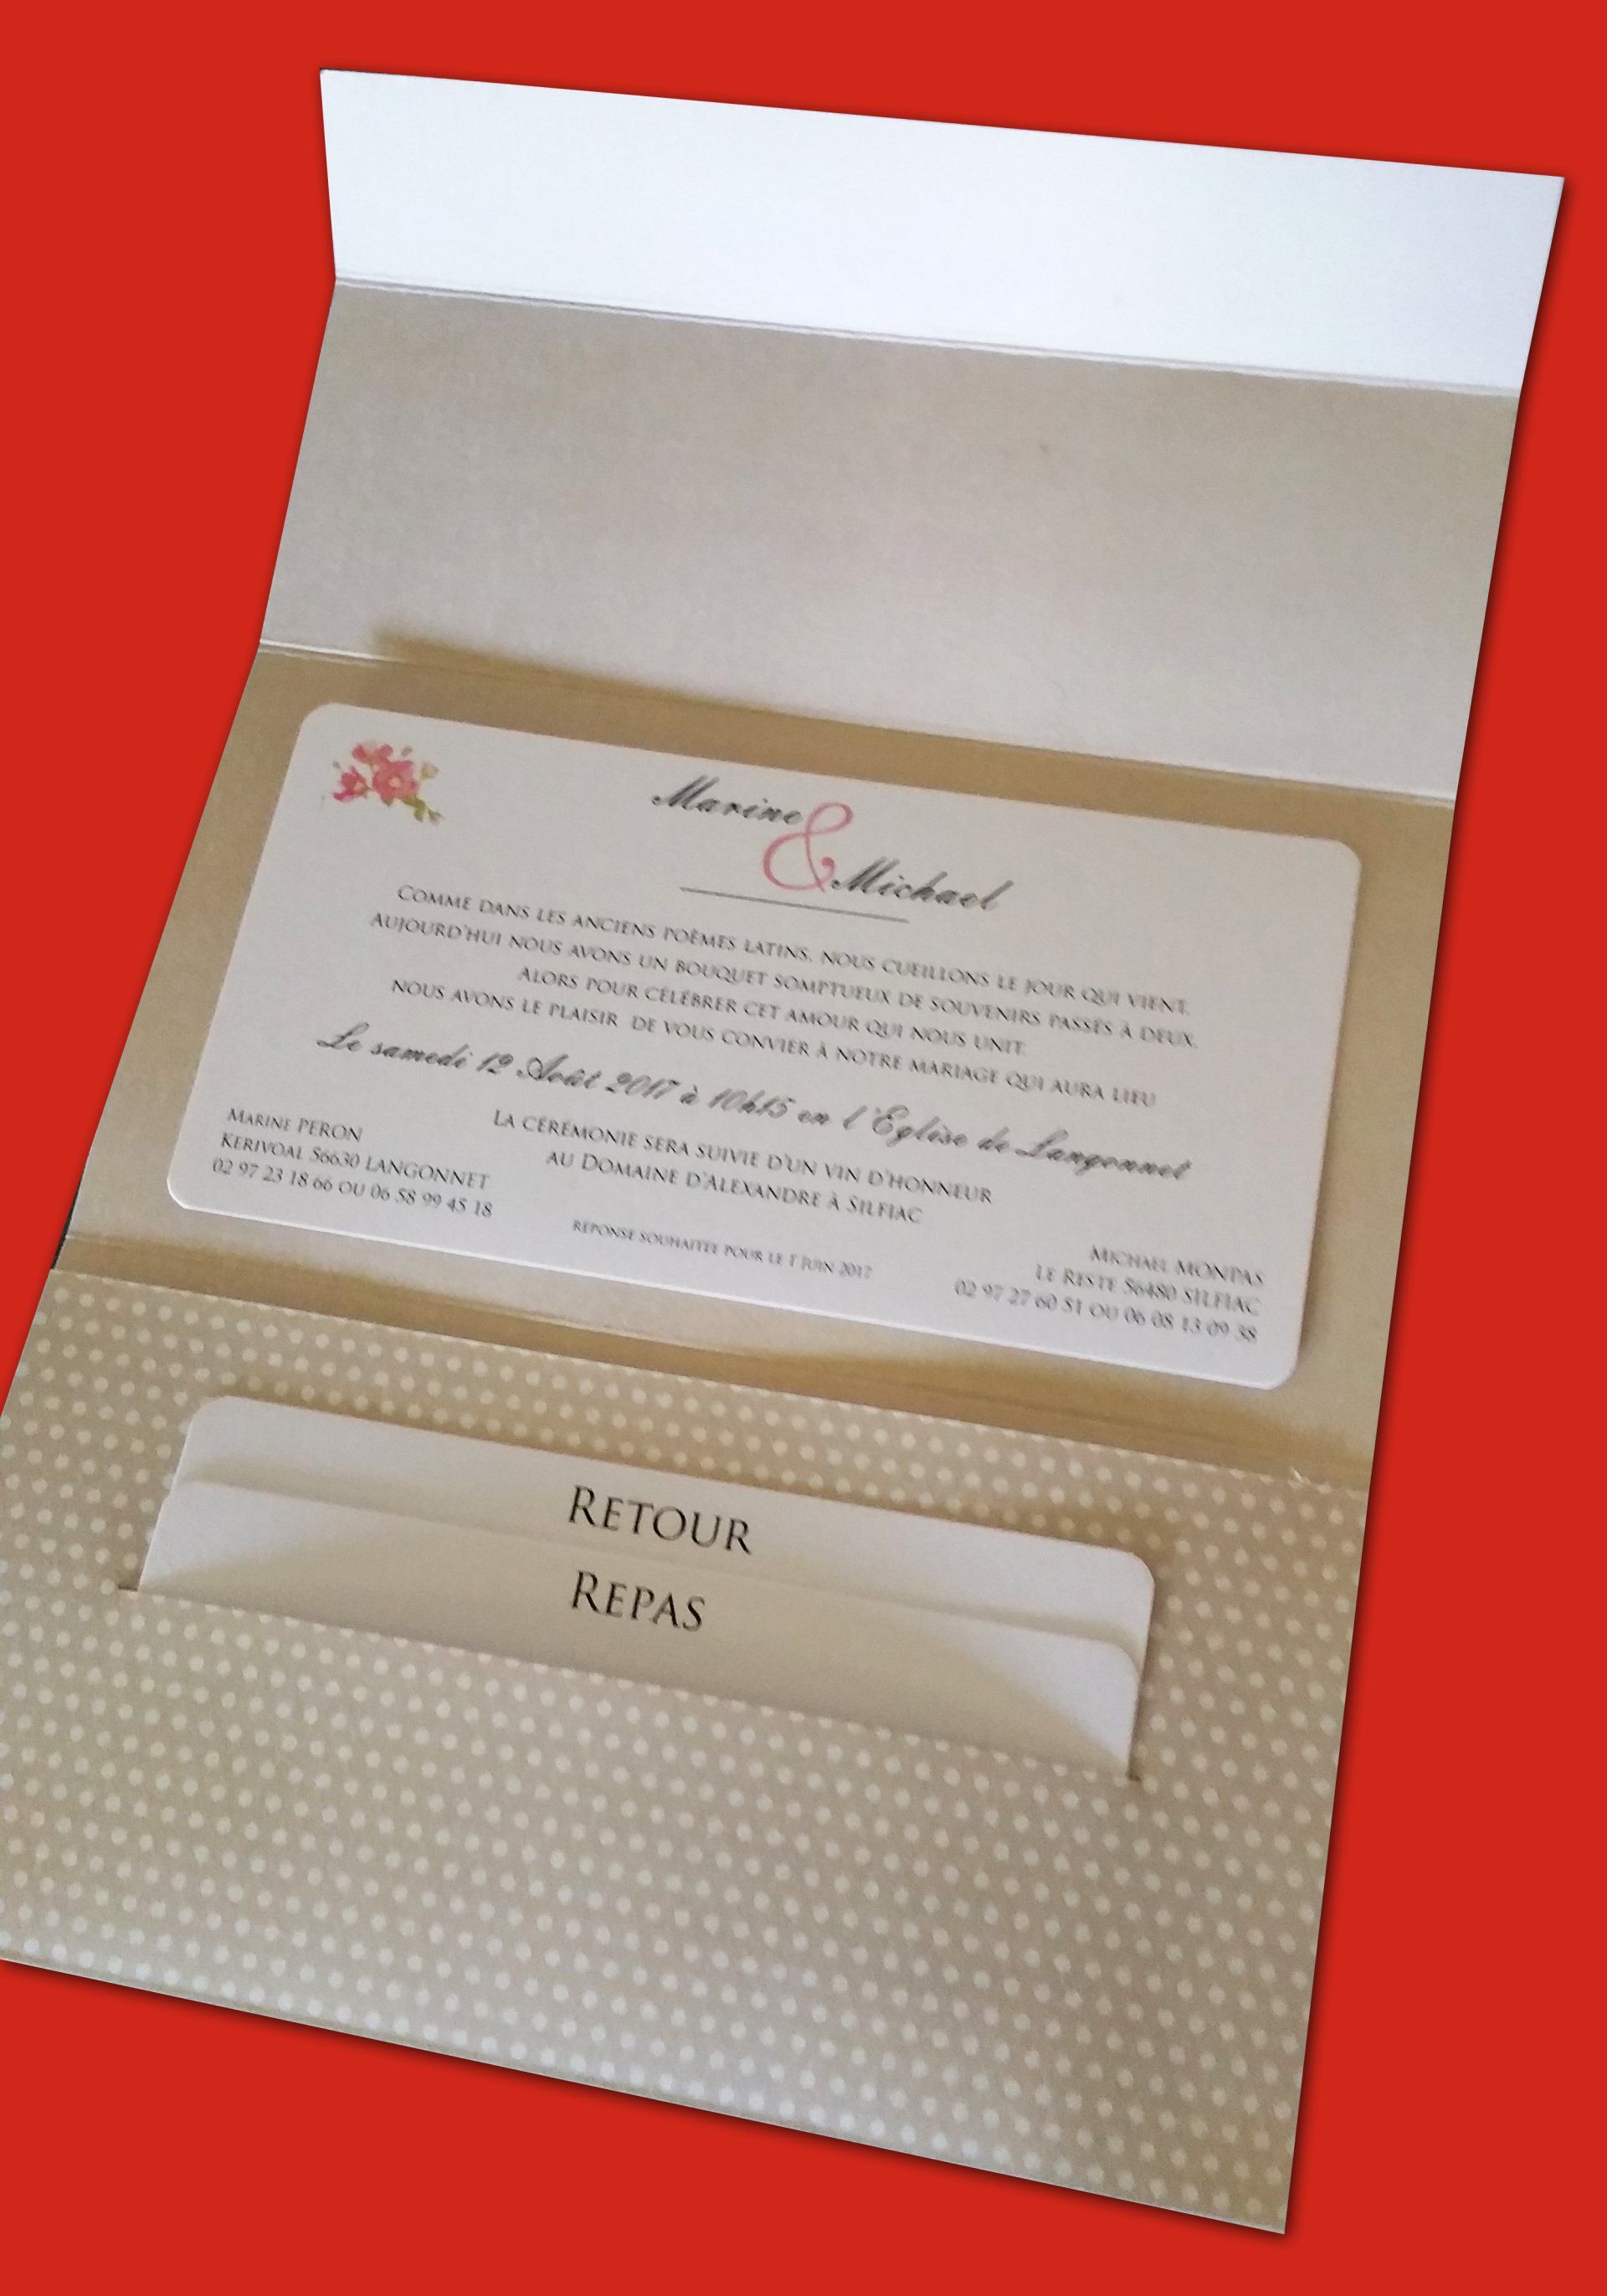 Marine
&
Michael
COMME DANS LES ANCIENS POÈMES LATINS, NOUS CUEILLONS LE JOUR QUI VIENT.
AUJOURD'HUI NOUS AVONS UN BOUQUET SOMPTUEUX DE SOUVENIRS PASSÉS À DEUX.
ALORS POUR CÉLÉBRER CET AMOUR QUI NOUS UNIT.
NOUS AVONS LE PLAISIR DE VOUS CONVIER À NOTRE MARIAGE QUI AURA LIEU
Le samedi 12 Août 2017 à 10h15 en l'Eglise de Langonnet
LA CÉRÉMONIE SERA SUIVIE D'UN VIN D'HONNEUR
AU DOMAINE D'ALEXANDRE À SILFIAC
MARINE PERON
KERIVOAL 56630 LANGONNET
02 97 23 18 66 OU 06 58 99 45 18
RÉPONSE SOUHAITÉE POUR LE 1 JUIN 2017
MICHAEL MONPAS
LE RESTE 56480 SILFIAC
02 97 27 60 51 OU 06 08 13 09 38
RETOUR
REPAS